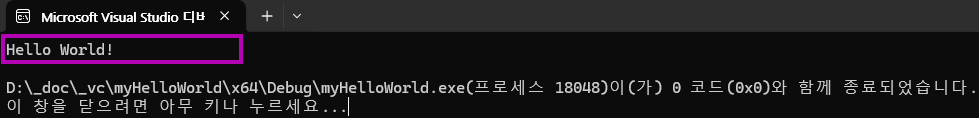 Microsoft Visual Studio 디버
Hello World!
D:\_doc\_vc\myHelloWorld\x64\Debug\myHelloWorld.exe(프로세스 18048)이(가) 0 코드(0x0)와 함께 종료되었습니다.
이 창을 닫으려면 아무 키나 누르세요...